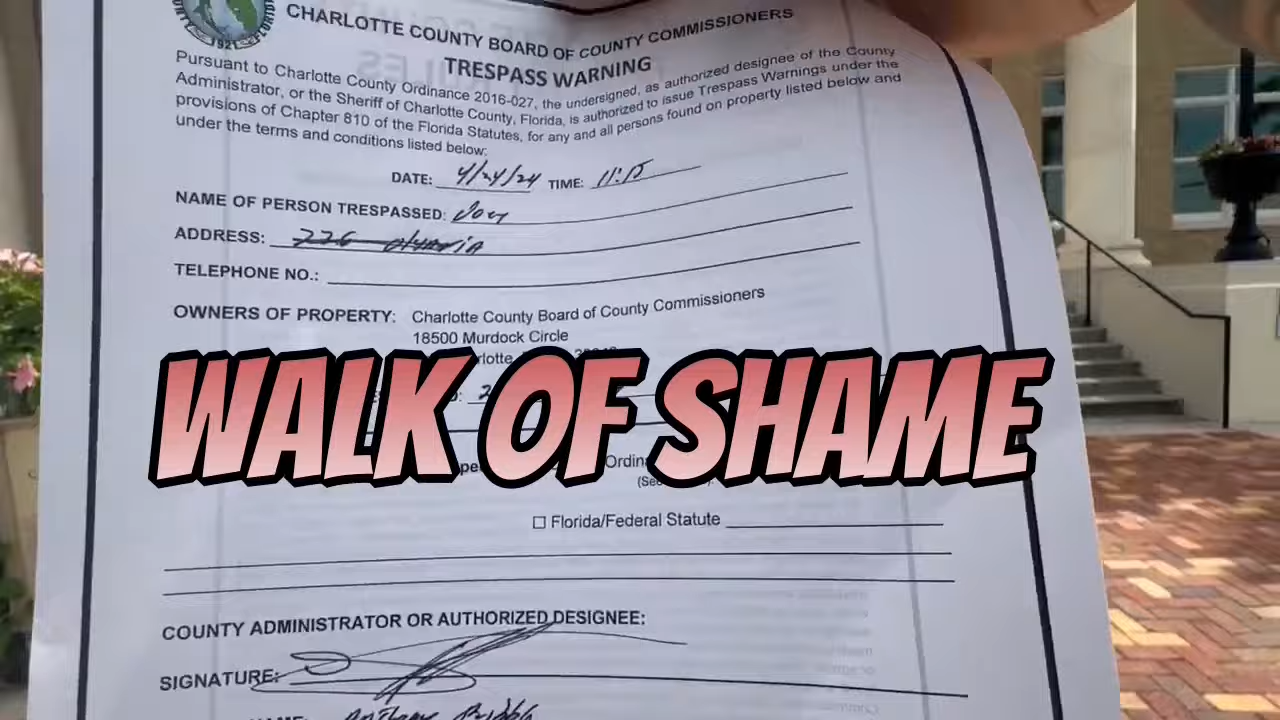 CHARLOTTE COUNTY BOARD OF COUNTY COMMISSIONERS
TRESPASS WARNING
Pursuant to Charlotte County Ordinance 2016-027, the undersigned, as authorized designee of the County
Administrator, or the Sheriff of Charlotte County, Florida, is authorized to issue Trespass Warnings under the
provisions of Chapter 810 of the Florida Statutes, for any and all persons found on property listed below and
under the terms and conditions listed below:
DATE: 4/24/24 TIME: 11:15
NAME OF PERSON TRESPASSED: Joey
ADDRESS: 226 Olympia
TELEPHONE NO.:
OWNERS OF PROPERTY: Charlotte County Board of County Commissioners
18500 Murdock Circle
WALK OF SHAME
☐ Florida/Federal Statute
COUNTY ADMINISTRATOR OR AUTHORIZED DESIGNEE:
SIGNATURE: